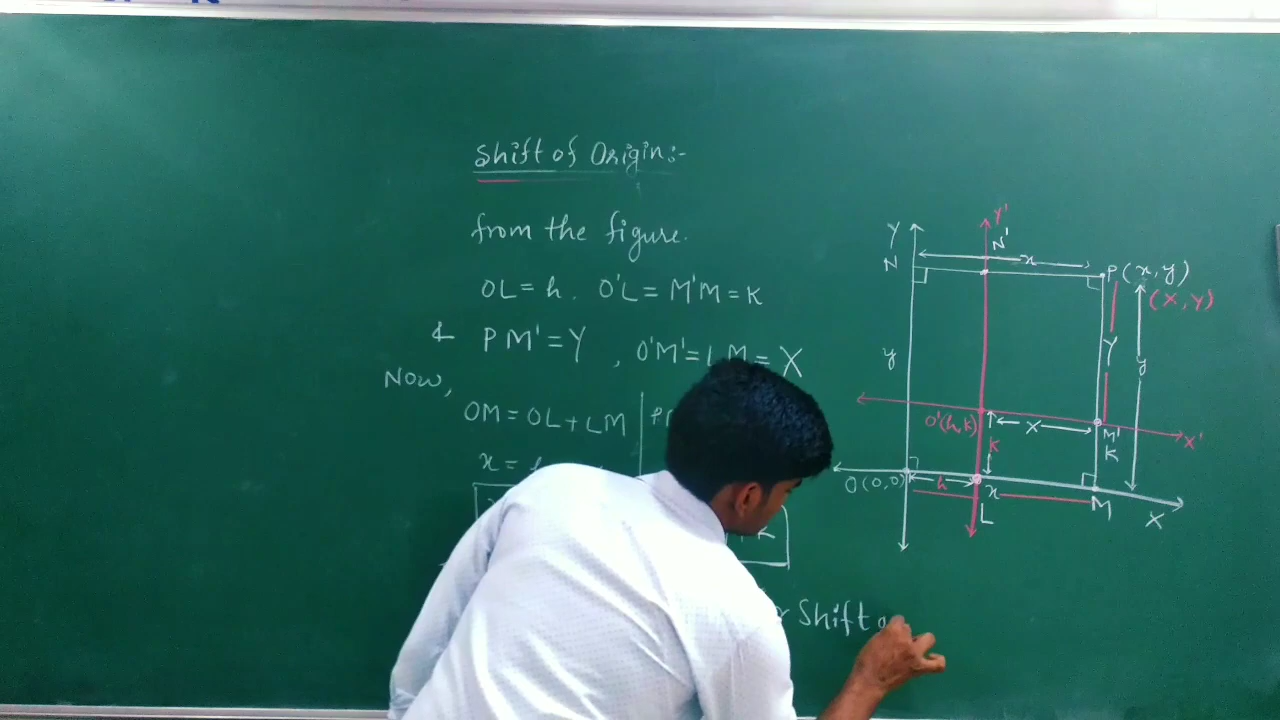 Shift of Origin:-
from the figure.
OL = h. O'L = M'M = K
& PM' = Y , O'M' = LM = X
Now,
OM = OL + LM
x =
K
Shift
Y'
Y
N'
N
x
P(x,y)
(X,Y)
Y
y
y
O'(h,k)
X
M'
X'
K
K
O(0,0)
h
x
L
M
X